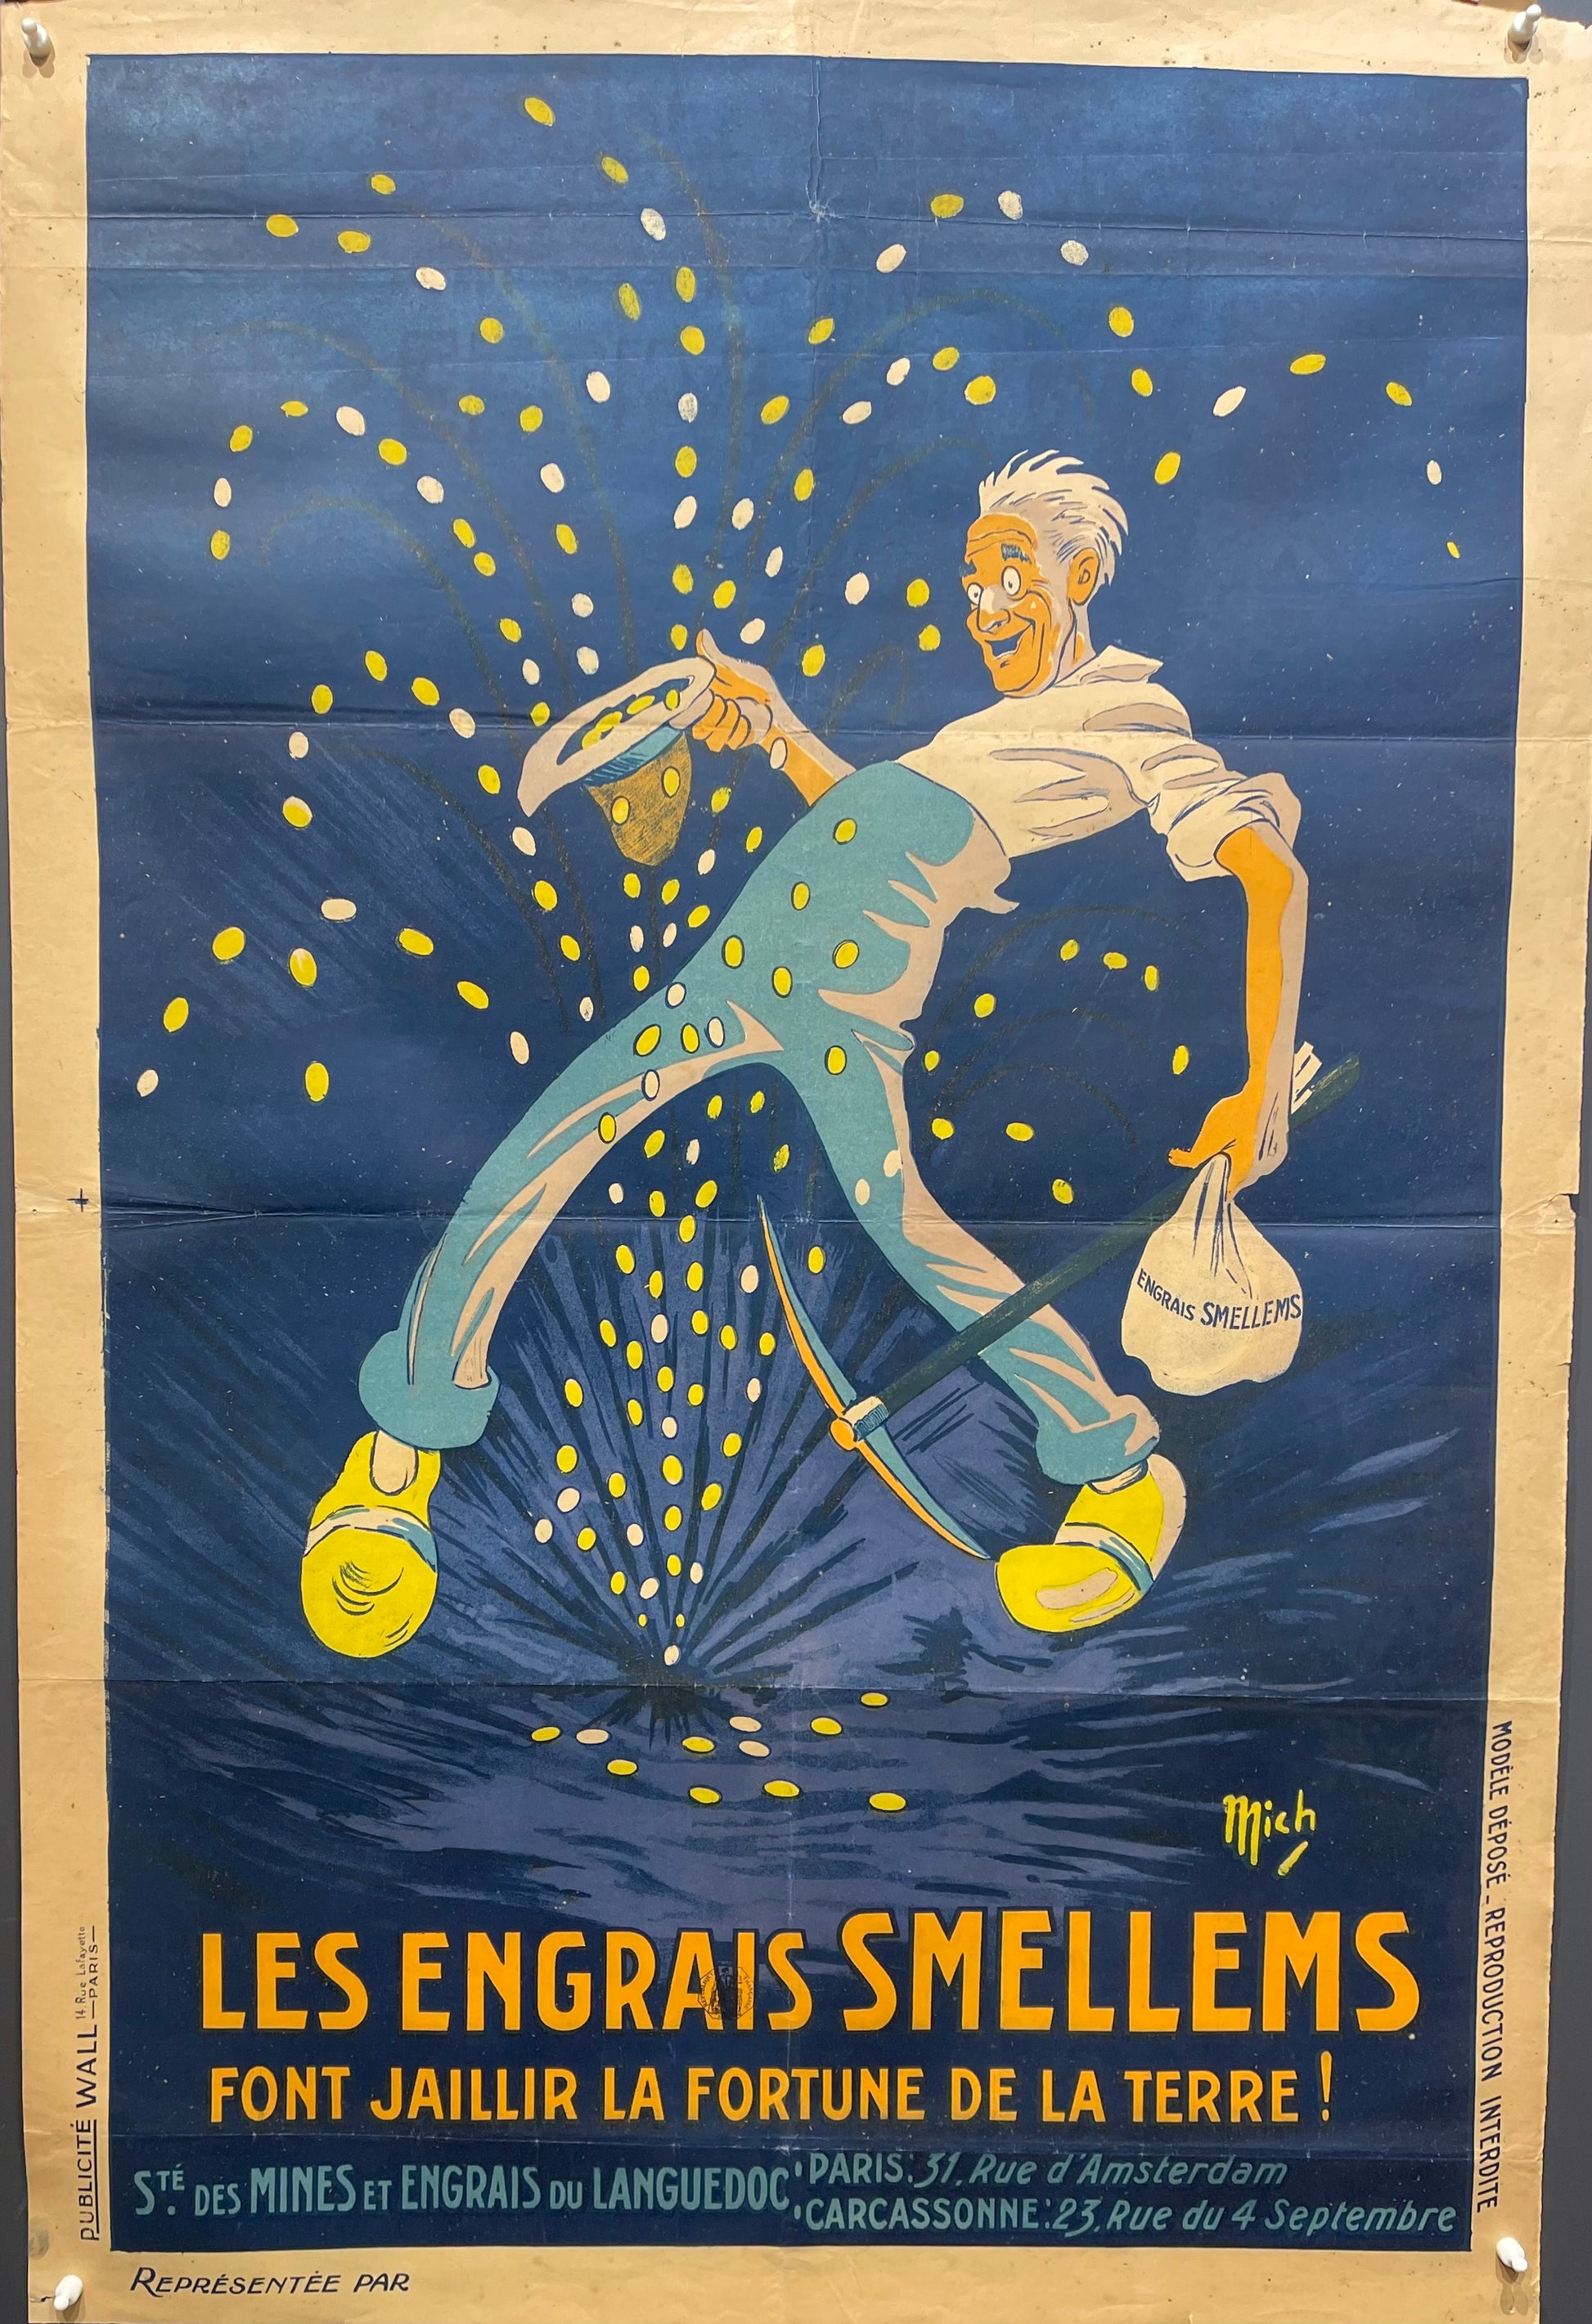 ENGRAIS SMELLEMS
Mich
LES ENGRAIS SMELLEMS
FONT JAILLIR LA FORTUNE DE LA TERRE !
STÉ DES MINES ET ENGRAIS DU LANGUEDOC: PARIS. 31, Rue d'Amsterdam
CARCASSONNE: 23, Rue du 4 Septembre
REPRÉSENTÉE PAR
PUBLICITÉ WALL 14, Rue Lafayette
—PARIS—
MODÈLE DÉPOSÉ - REPRODUCTION INTERDITE